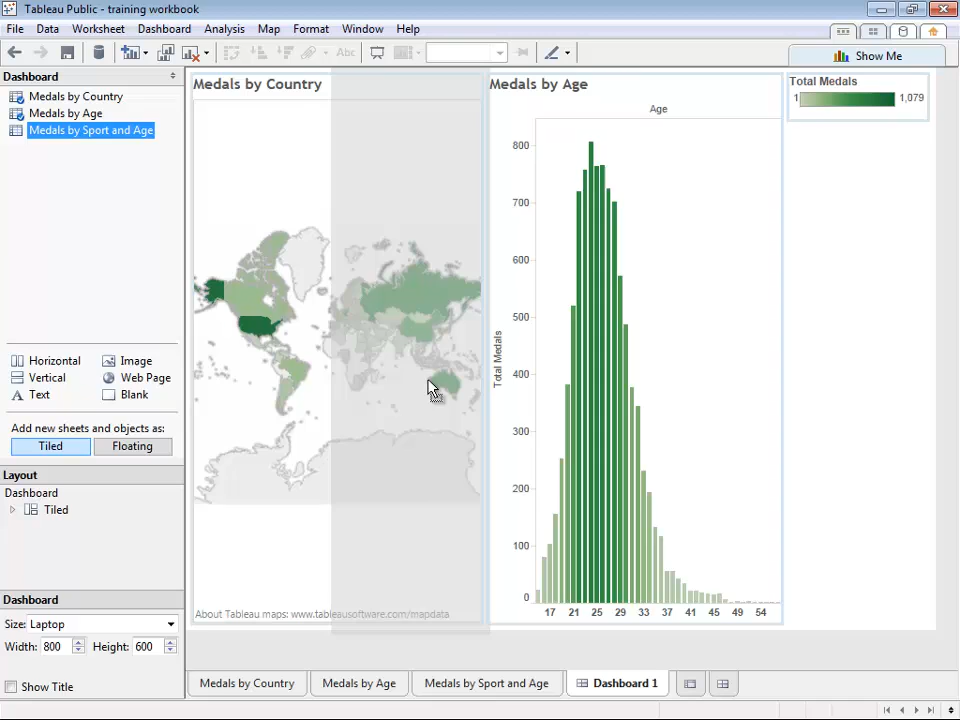 Tableau Public - training workbook
File Data Worksheet Dashboard Analysis Map Format Window Help
Abc
Show Me
Dashboard
Medals by Country
Medals by Age
Medals by Sport and Age
Horizontal Image
Vertical Web Page
A Text Blank
Add new sheets and objects as:
Tiled Floating
Layout
Dashboard
Tiled
Dashboard
Size: Laptop
Width: 800 Height: 600
Show Title
Medals by Country
About Tableau maps: www.tableausoftware.com/mapdata
Medals by Age
Age
Total Medals
800
700
600
500
400
300
200
100
0
17 21 25 29 33 37 41 45 49 54
Total Medals
1 1,079
Medals by Country Medals by Age Medals by Sport and Age Dashboard 1